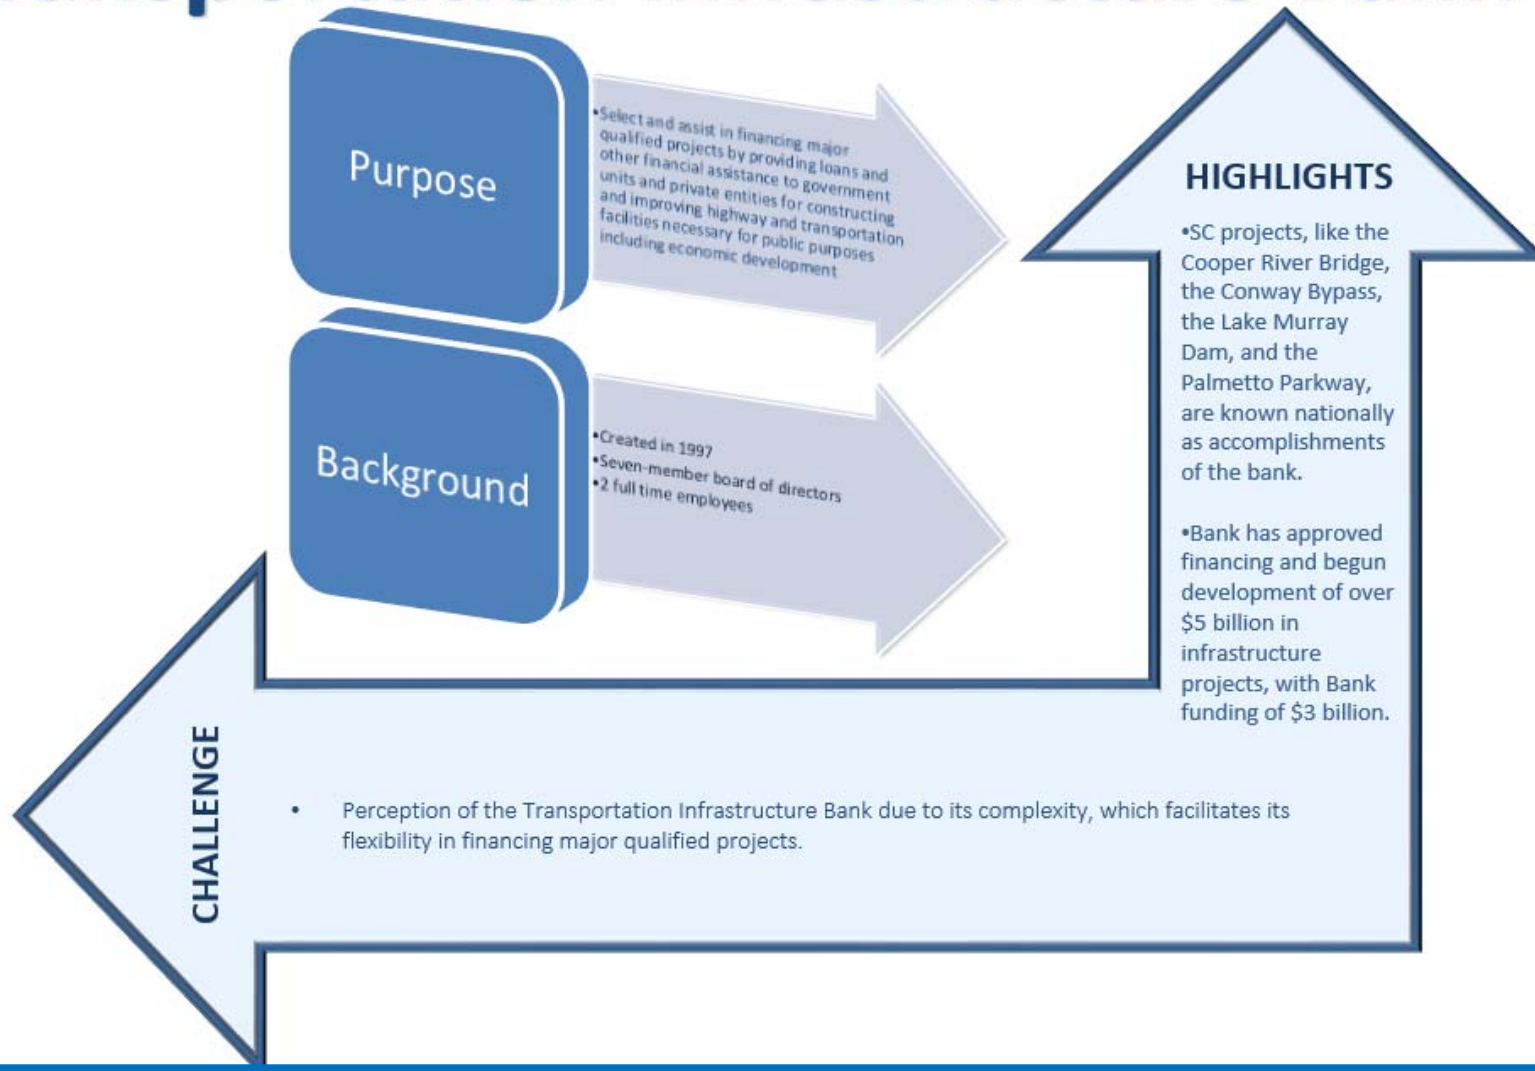 Purpose
•Select and assist in financing major
qualified projects by providing loans and
other financial assistance to government
units and private entities for constructing
and improving highway and transportation
facilities necessary for public purposes
including economic development
Background
•Created in 1997
•Seven-member board of directors
•2 full time employees
HIGHLIGHTS
•SC projects, like the
Cooper River Bridge,
the Conway Bypass,
the Lake Murray
Dam, and the
Palmetto Parkway,
are known nationally
as accomplishments
of the bank.
•Bank has approved
financing and begun
development of over
$5 billion in
infrastructure
projects, with Bank
funding of $3 billion.
CHALLENGE
• Perception of the Transportation Infrastructure Bank due to its complexity, which facilitates its
flexibility in financing major qualified projects.